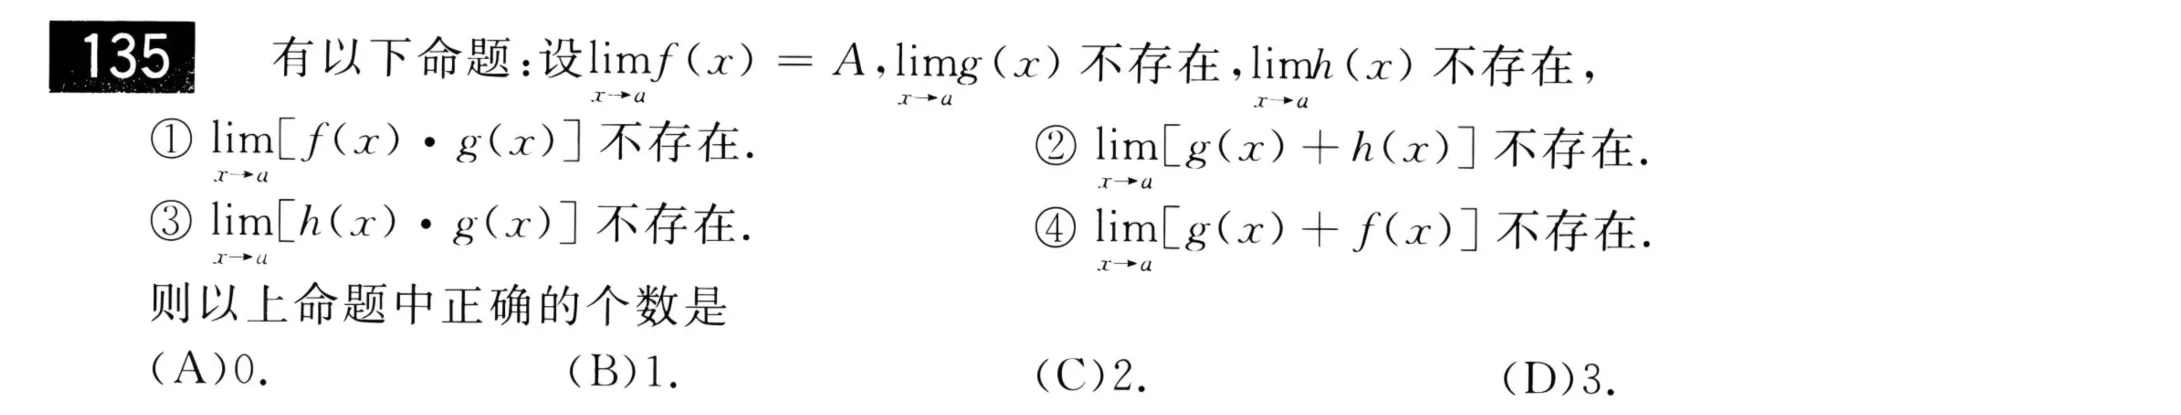 135 有以下命题:设$\lim\limits_{x \to a} f(x) = A$,$\lim\limits_{x \to a} g(x)$不存在,$\lim\limits_{x \to a} h(x)$不存在,
① $\lim\limits_{x \to a}[f(x) \cdot g(x)]$不存在. ② $\lim\limits_{x \to a}[g(x) + h(x)]$不存在.
③ $\lim\limits_{x \to a}[h(x) \cdot g(x)]$不存在. ④ $\lim\limits_{x \to a}[g(x) + f(x)]$不存在.
则以上命题中正确的个数是
(A)0. (B)1. (C)2. (D)3.